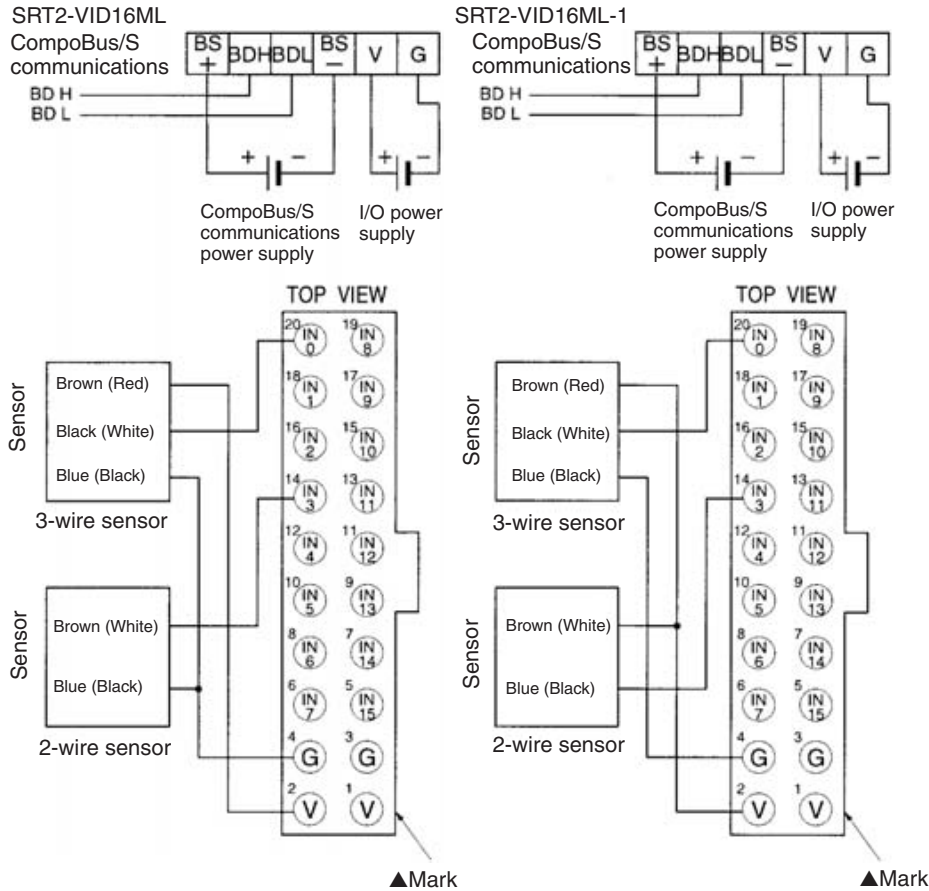 SRT2-VID16ML
CompoBus/S
communications
BS
+
BDH
BDL
BS
−
V
G
BD H
BD L
+
−
+
−
CompoBus/S
communications
power supply
I/O power
supply
TOP VIEW
20 IN 0
19 IN 8
18 IN 1
17 IN 9
16 IN 2
15 IN 10
14 IN 3
13 IN 11
12 IN 4
11 IN 12
10 IN 5
9 IN 13
8 IN 6
7 IN 14
6 IN 7
5 IN 15
4 G
3 G
2 V
1 V
Sensor
Brown (Red)
Black (White)
Blue (Black)
3-wire sensor
Sensor
Brown (White)
Blue (Black)
2-wire sensor
▲Mark
SRT2-VID16ML-1
CompoBus/S
communications
BS
+
BDH
BDL
BS
−
V
G
BD H
BD L
+
−
+
−
CompoBus/S
communications
power supply
I/O power
supply
TOP VIEW
20 IN 0
19 IN 8
18 IN 1
17 IN 9
16 IN 2
15 IN 10
14 IN 3
13 IN 11
12 IN 4
11 IN 12
10 IN 5
9 IN 13
8 IN 6
7 IN 14
6 IN 7
5 IN 15
4 G
3 G
2 V
1 V
Sensor
Brown (Red)
Black (White)
Blue (Black)
3-wire sensor
Sensor
Brown (White)
Blue (Black)
2-wire sensor
▲Mark